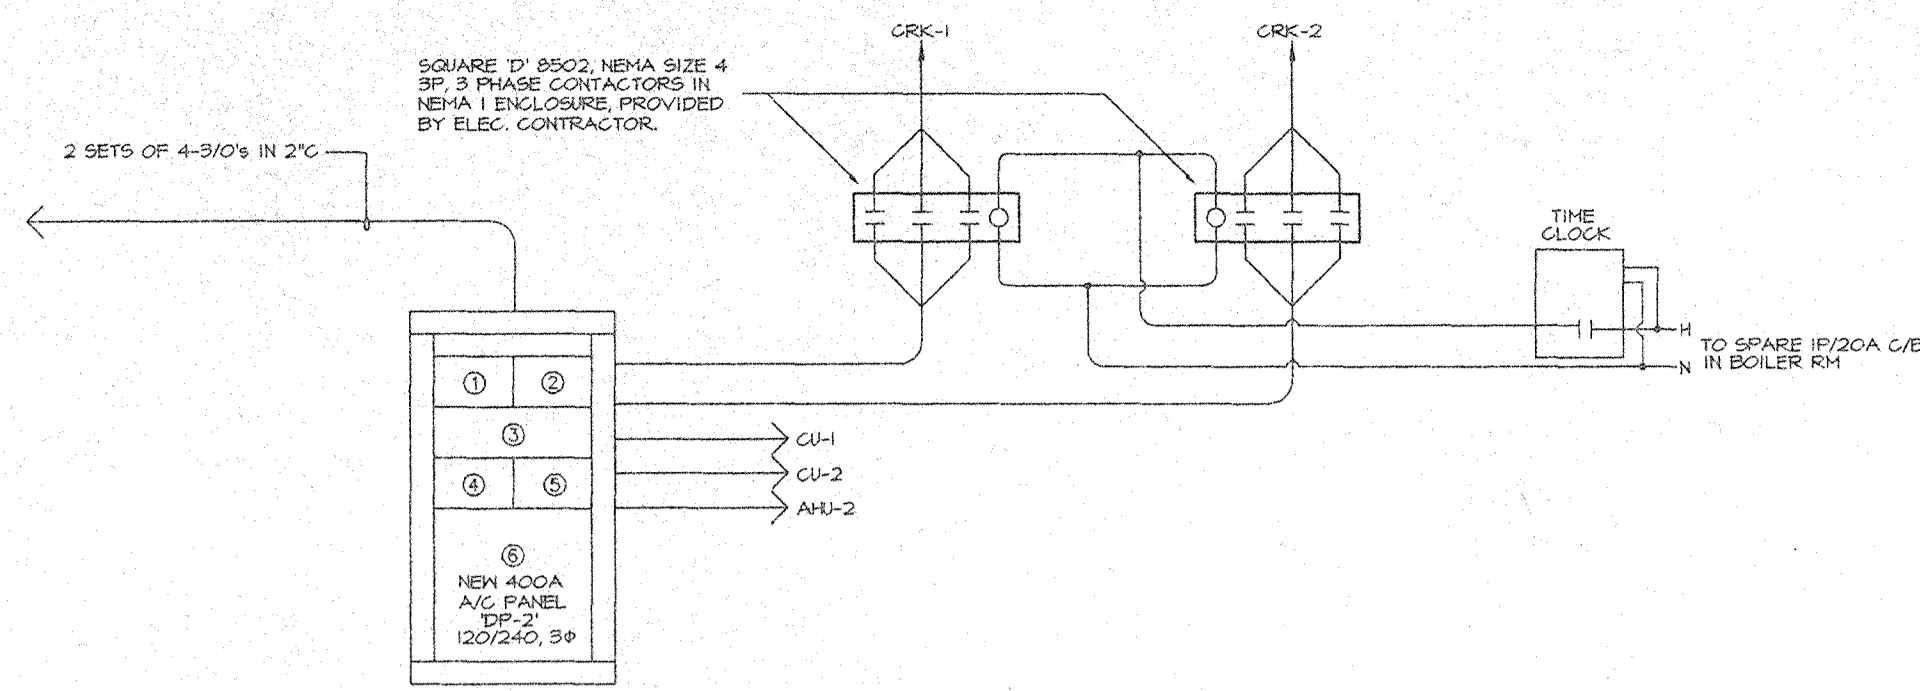 CRK-1
CRK-2
SQUARE 'D' 8502, NEMA SIZE 4
3P, 3 PHASE CONTACTORS IN
NEMA 1 ENCLOSURE, PROVIDED
BY ELEC. CONTRACTOR.
2 SETS OF 4-3/0's IN 2"C
TIME
CLOCK
H
TO SPARE 1P/20A C/B
IN BOILER RM
N
1
2
3
CU-1
CU-2
4
5
AHU-2
6
NEW 400A
A/C PANEL
'DP-2'
120/240, 3Φ